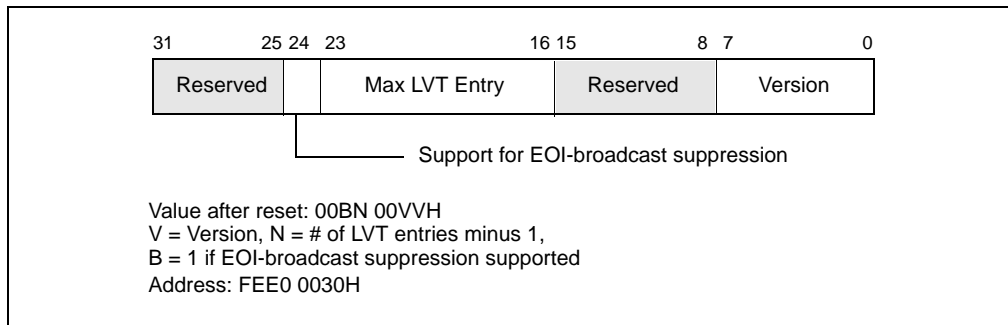 31 25 24 23 16 15 8 7 0
Reserved Max LVT Entry Reserved Version
Support for EOI-broadcast suppression
Value after reset: 00BN 00VVH
V = Version, N = # of LVT entries minus 1,
B = 1 if EOI-broadcast suppression supported
Address: FEE0 0030H